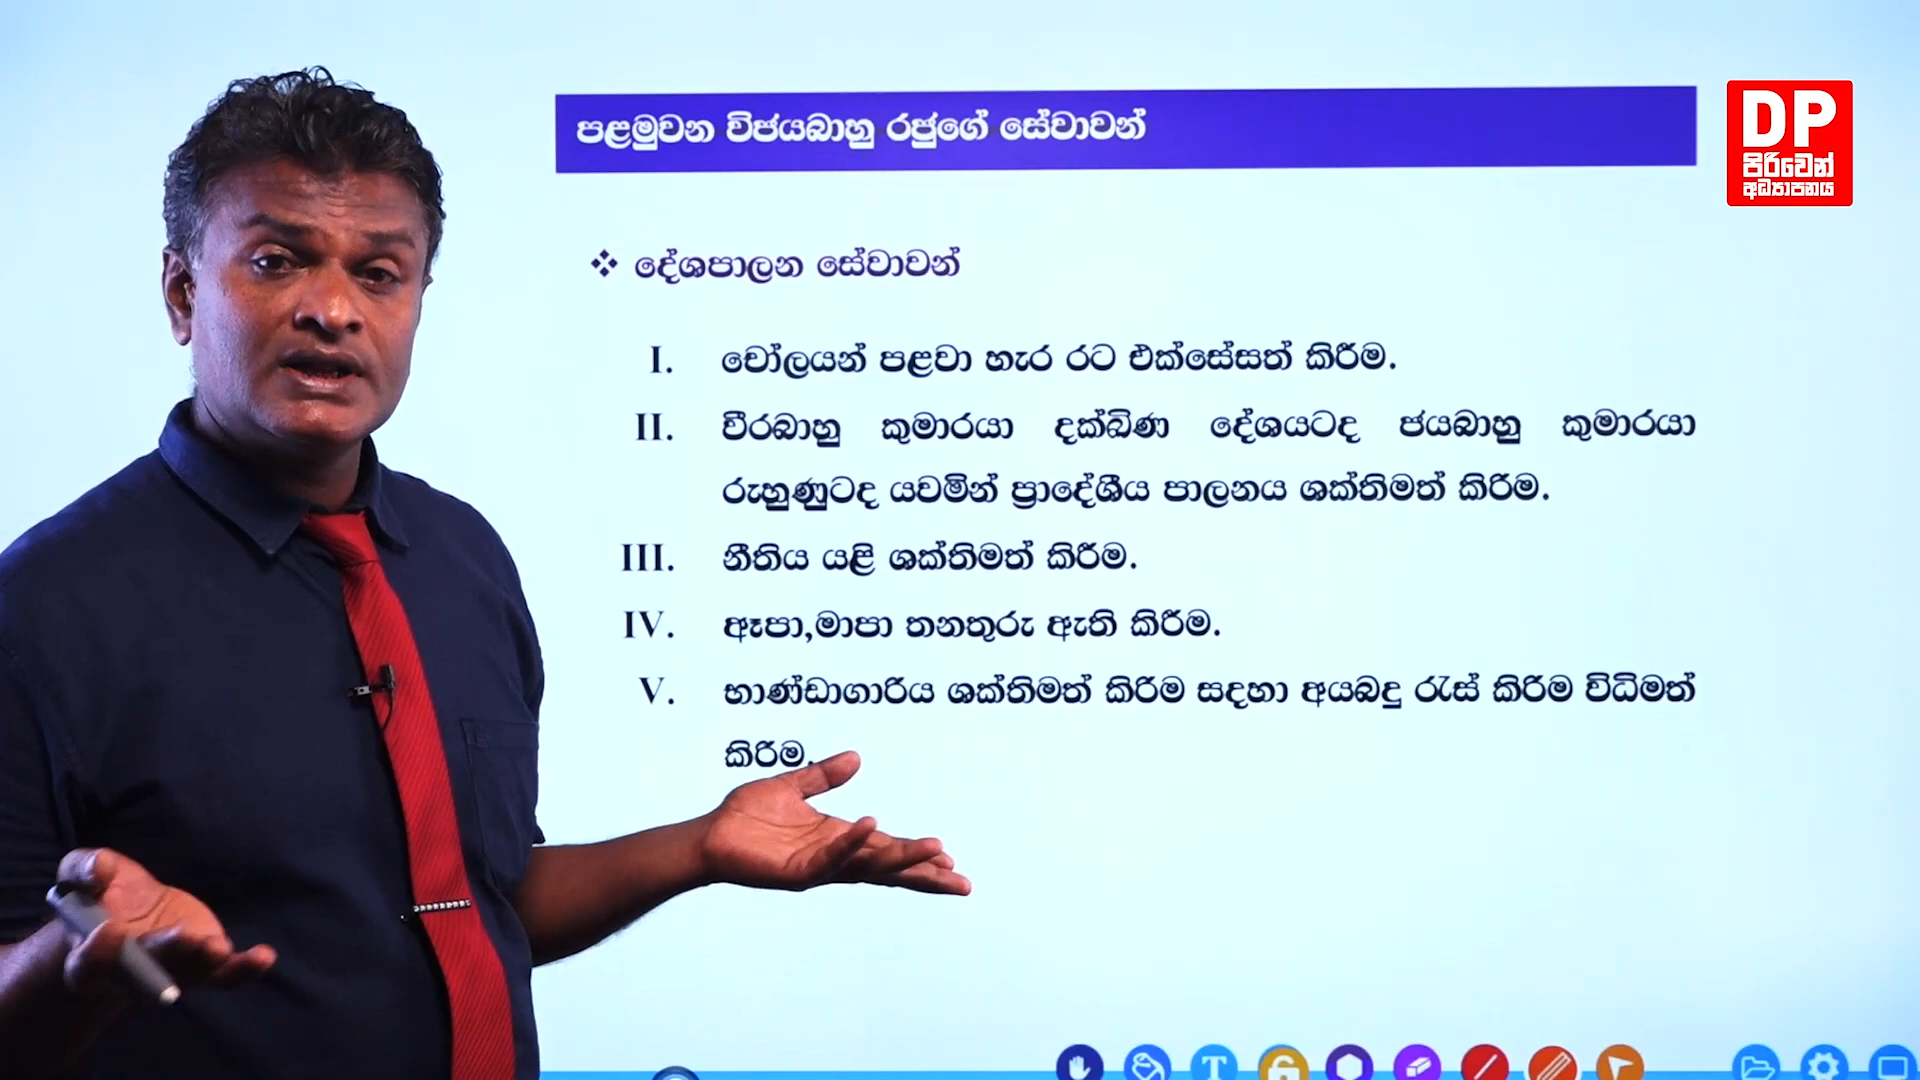 පළමුවන විජයබාහු රජුගේ සේවාවන්
DP
පිරිවෙන්
අධ්‍යාපනය
❖ දේශපාලන සේවාවන්
I. චෝලයන් පළවා හැර රට එක්සේසත් කිරීම.
II. වීරබාහු කුමාරයා දක්ඛිණ දේශයටද ජයබාහු කුමාරයා
රුහුණුටද යවමින් ප්‍රාදේශීය පාලනය ශක්තිමත් කිරීම.
III. නීතිය යළි ශක්තිමත් කිරීම.
IV. ඈපා,මාපා තනතුරු ඇති කිරීම.
V. භාණ්ඩාගාරය ශක්තිමත් කිරීම සඳහා අයබදු රැස් කිරීම විධිමත්
කිරීම.